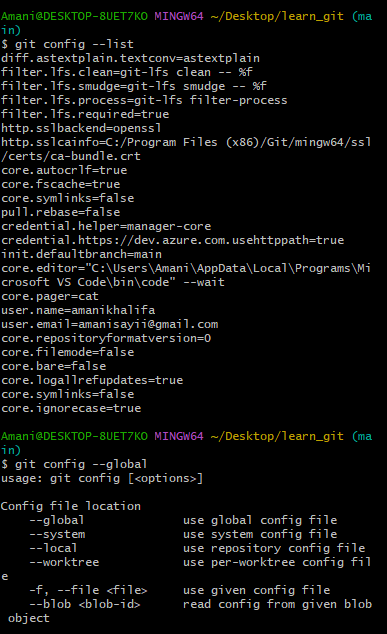 Amani@DESKTOP-8UET7KO MINGW64 ~/Desktop/learn_git (ma
in)
$ git config --list
diff.astextplain.textconv=astextplain
filter.lfs.clean=git-lfs clean -- %f
filter.lfs.smudge=git-lfs smudge -- %f
filter.lfs.process=git-lfs filter-process
filter.lfs.required=true
http.sslbackend=openssl
http.sslcainfo=C:/Program Files (x86)/Git/mingw64/ssl
/certs/ca-bundle.crt
core.autocrlf=true
core.fscache=true
core.symlinks=false
pull.rebase=false
credential.helper=manager-core
credential.https://dev.azure.com.usehttppath=true
init.defaultbranch=main
core.editor="C:\Users\Amani\AppData\Local\Programs\Mi
crosoft VS Code\bin\code" --wait
core.pager=cat
user.name=amanikhalifa
user.email=amanisayii@gmail.com
core.repositoryformatversion=0
core.filemode=false
core.bare=false
core.logallrefupdates=true
core.symlinks=false
core.ignorecase=true
Amani@DESKTOP-8UET7KO MINGW64 ~/Desktop/learn_git (ma
in)
$ git config --global
usage: git config [<options>]
Config file location
    --global              use global config file
    --system              use system config file
    --local               use repository config file
    --worktree            use per-worktree config fil
e
    -f, --file <file>     use given config file
    --blob <blob-id>      read config from given blob
 object